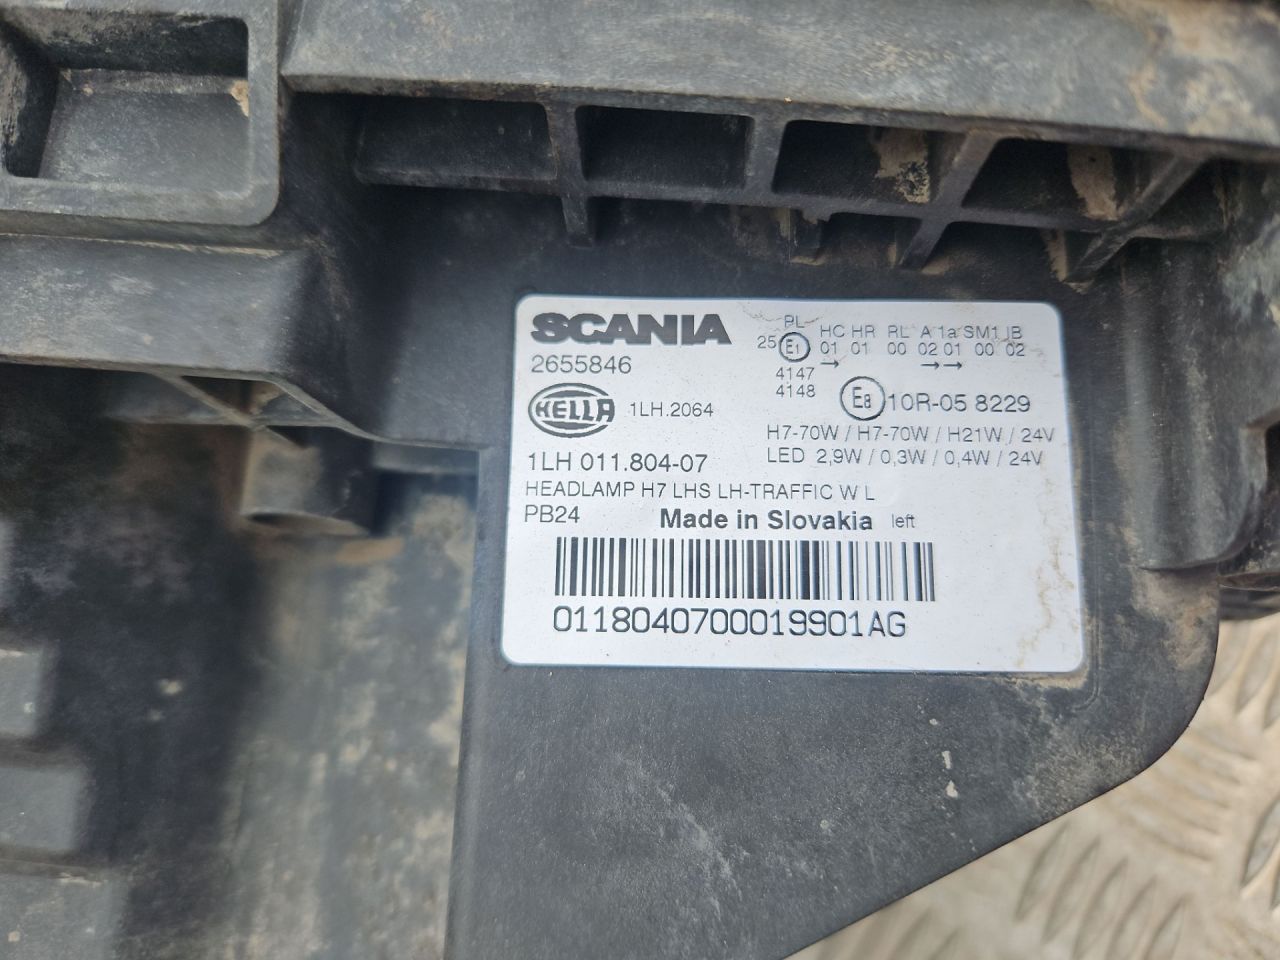 SCANIA
2655846
HELLA 1LH.2064
1LH 011.804-07
HEADLAMP H7 LHS LH-TRAFFIC W L
PB24 Made in Slovakia left
PL HC HR RL A 1a SM1 IB
25 E1 01 01 00 02 01 00 02
→ → →
4147
4148
E8 10R-05 8229
H7-70W / H7-70W / H21W / 24V
LED 2,9W / 0,3W / 0,4W / 24V
0118040700019901AG